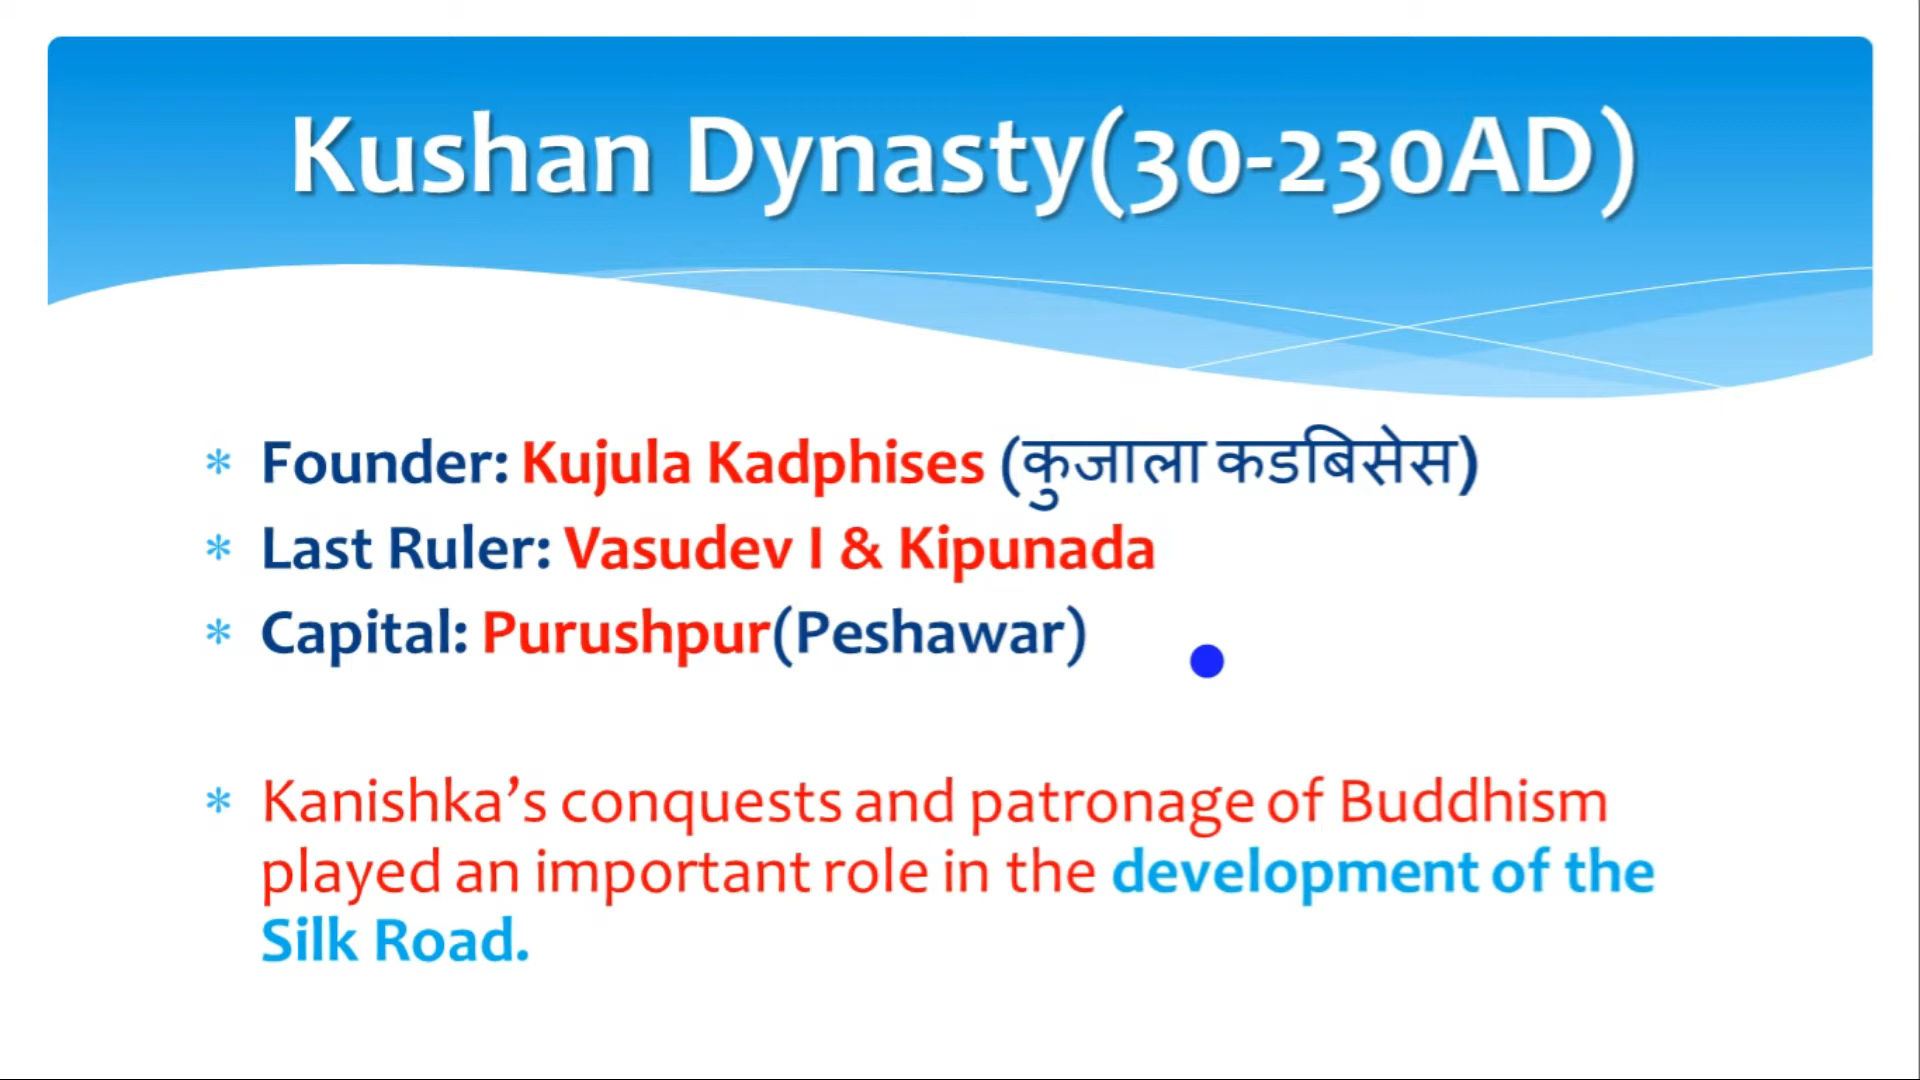 Kushan Dynasty(30-230AD)
* Founder: Kujula Kadphises (कुजाला कडबिसेस)
* Last Ruler: Vasudev I & Kipunada
* Capital: Purushpur(Peshawar)
* Kanishka’s conquests and patronage of Buddhism
played an important role in the development of the
Silk Road.